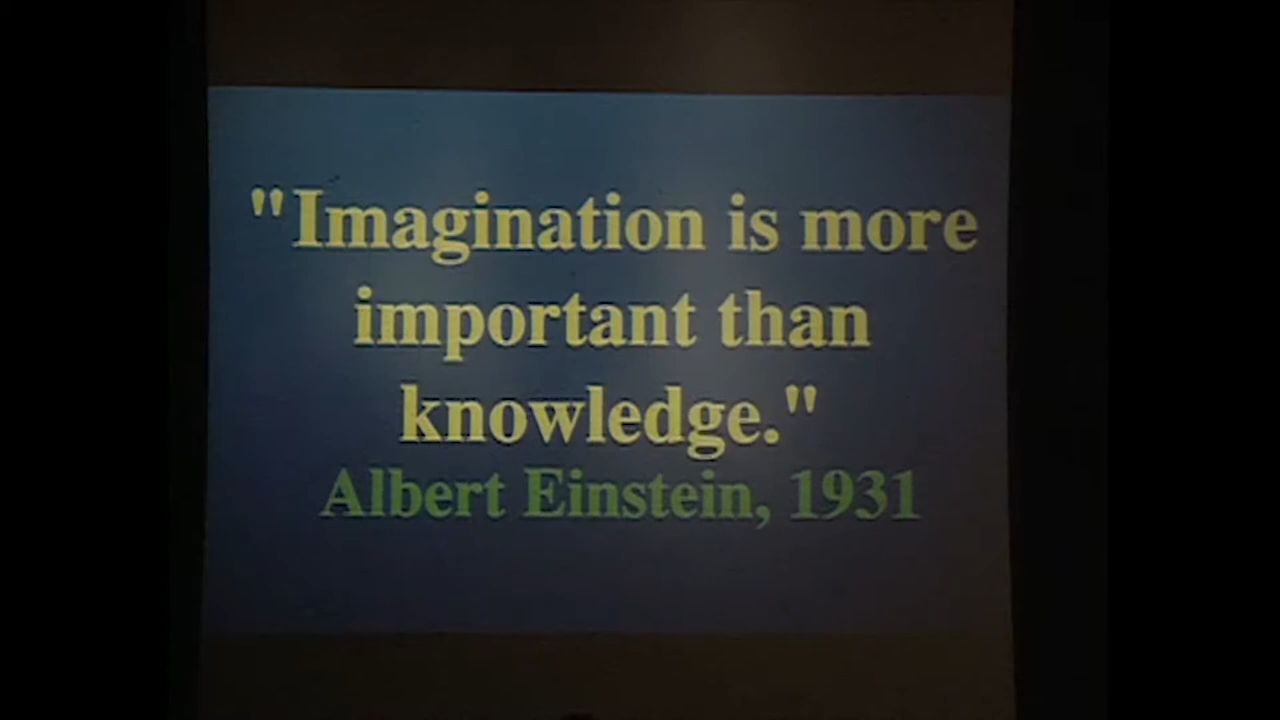 "Imagination is more
important than
knowledge."
Albert Einstein, 1931